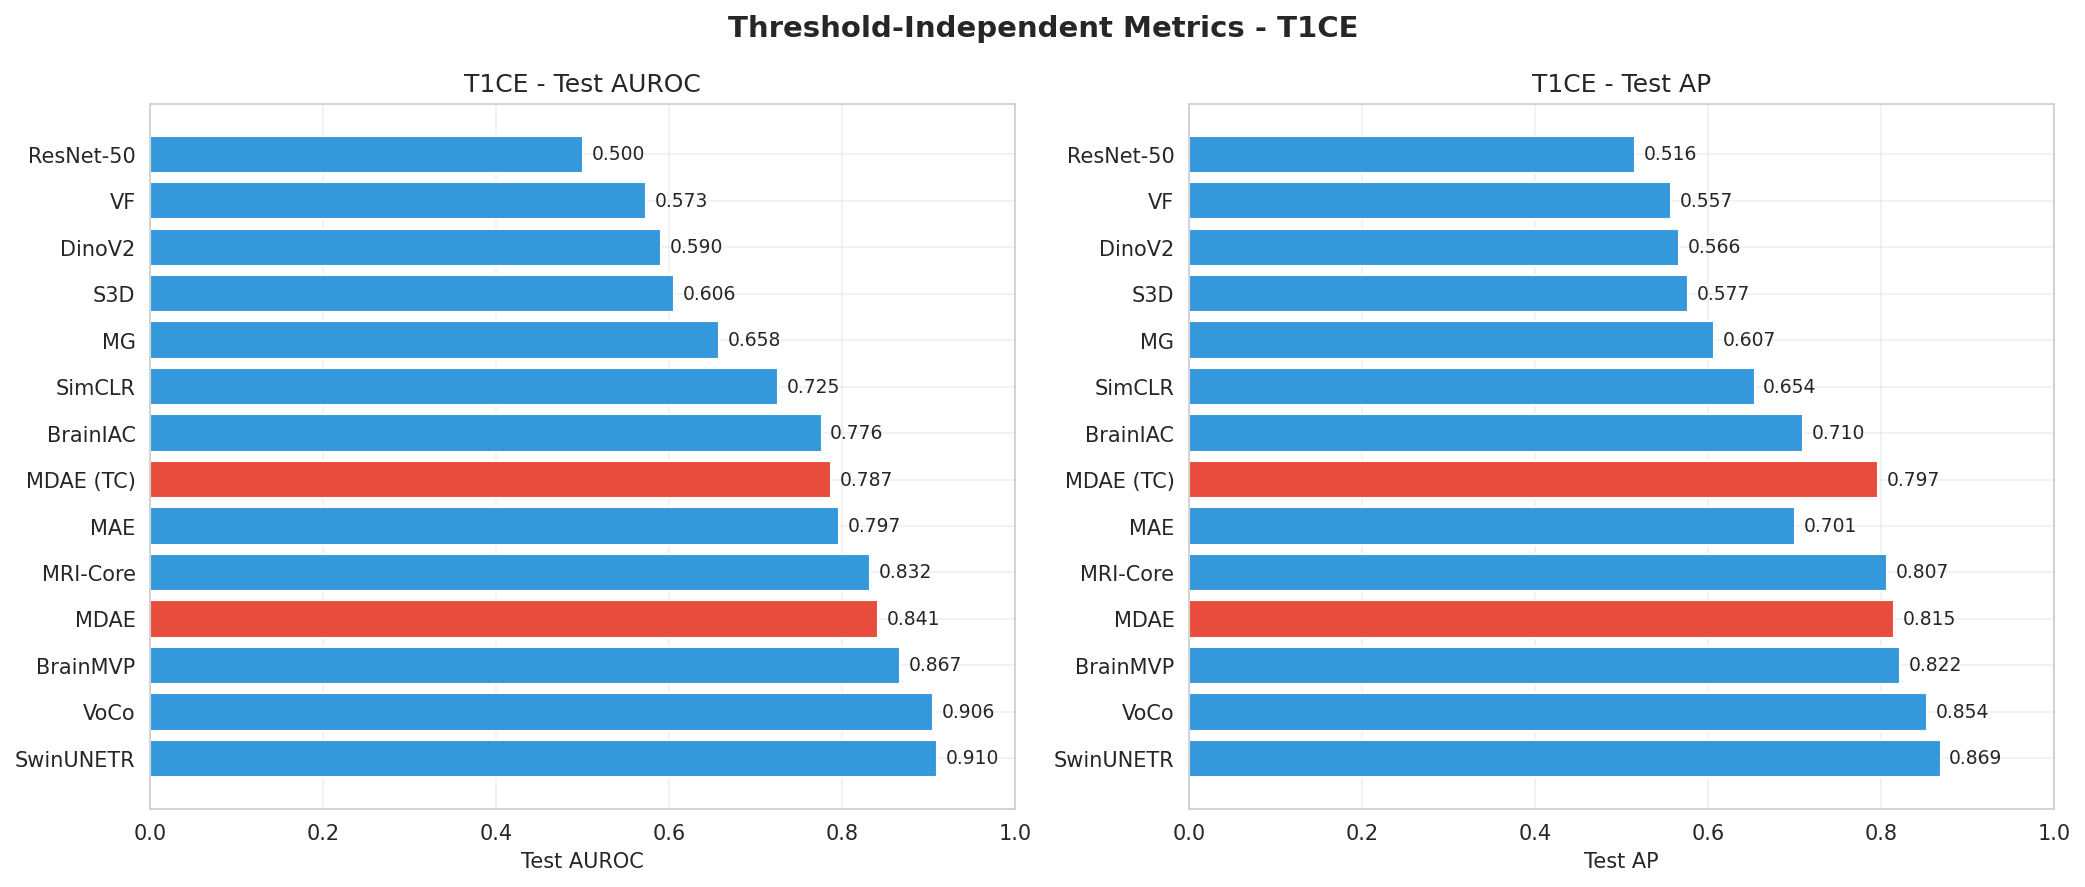 Threshold-Independent Metrics - T1CE
T1CE - Test AUROC
ResNet-50 0.500
VF 0.573
DinoV2 0.590
S3D 0.606
MG 0.658
SimCLR 0.725
BrainIAC 0.776
MDAE (TC) 0.787
MAE 0.797
MRI-Core 0.832
MDAE 0.841
BrainMVP 0.867
VoCo 0.906
SwinUNETR 0.910
0.0 0.2 0.4 0.6 0.8 1.0
Test AUROC
T1CE - Test AP
ResNet-50 0.516
VF 0.557
DinoV2 0.566
S3D 0.577
MG 0.607
SimCLR 0.654
BrainIAC 0.710
MDAE (TC) 0.797
MAE 0.701
MRI-Core 0.807
MDAE 0.815
BrainMVP 0.822
VoCo 0.854
SwinUNETR 0.869
0.0 0.2 0.4 0.6 0.8 1.0
Test AP